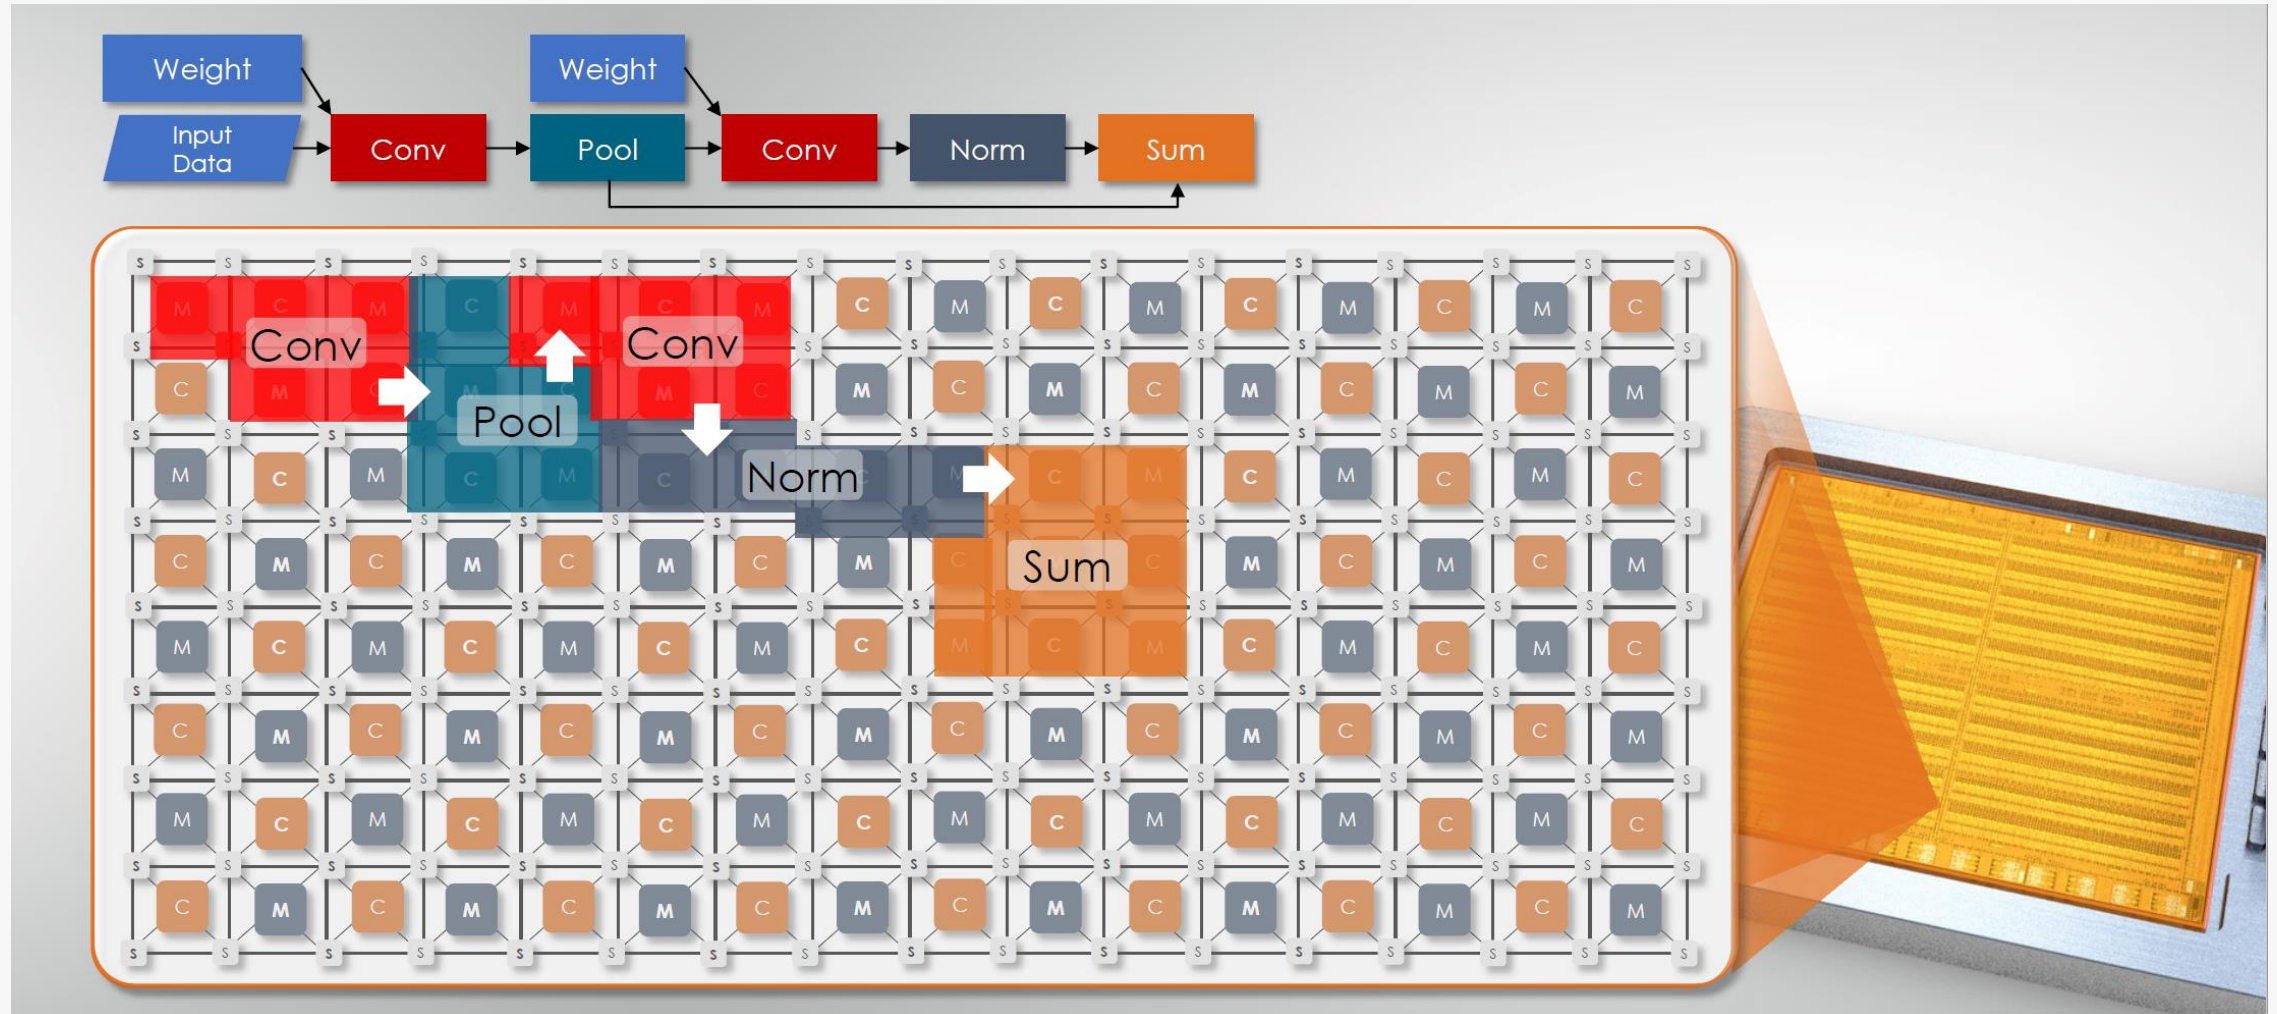 Weight
Weight
Input
Data
Conv
Pool
Conv
Norm
Sum
S S S S S S S S S S S S S S S S S
M C M C M C M C M C M C M C M C
S S S S S S S S S S
Conv
Conv
C M C M C M C M C M C M C M C M
Pool
S S S S S S S S S S S S
M C M C M C C M C M C M C M C
Norm
S S S S S S S S S S S S S S S
C M C M C M C M C C M C M C M
Sum
S S S S S S S S S S S S S S S S S
M C M C M C M C M C M C M C M C
S S S S S S S S S S S S S S S S S
C M C M C M C M C M C M C M C M
S S S S S S S S S S S S S S S S S
M C M C M C M C M C M C M C M C
S S S S S S S S S S S S S S S S S
C M C M C M C M C M C M C M C M
S S S S S S S S S S S S S S S S S